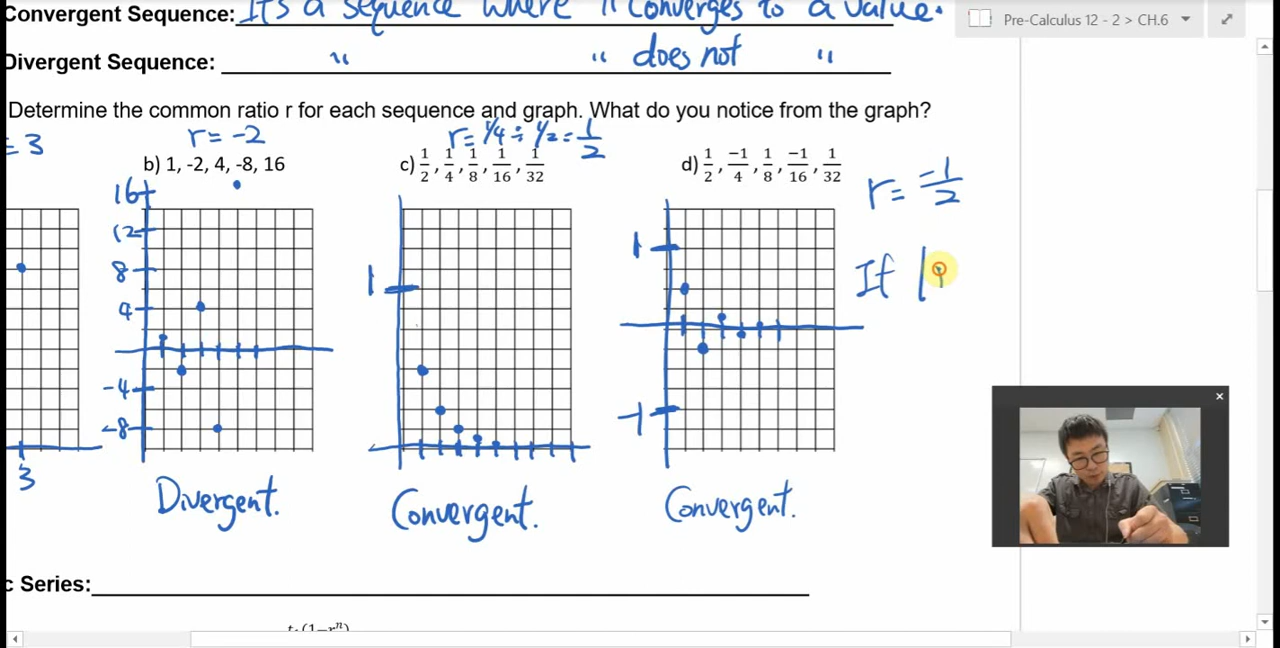 Convergent Sequence: It's a sequence where " converges to a value.
Pre-Calculus 12 - 2 > CH.6
Divergent Sequence: " " does not "
Determine the common ratio r for each sequence and graph. What do you notice from the graph?
= 3
r = -2
r = 1/4 ÷ 1/2 = 1/2
b) 1, -2, 4, -8, 16
c) 1/2, 1/4, 1/8, 1/16, 1/32
d) 1/2, -1/4, 1/8, -1/16, 1/32
r = -1/2
16
12
8
4
-4
-8
3
1
1
-1
If |
Divergent.
Convergent.
Convergent.
c Series: